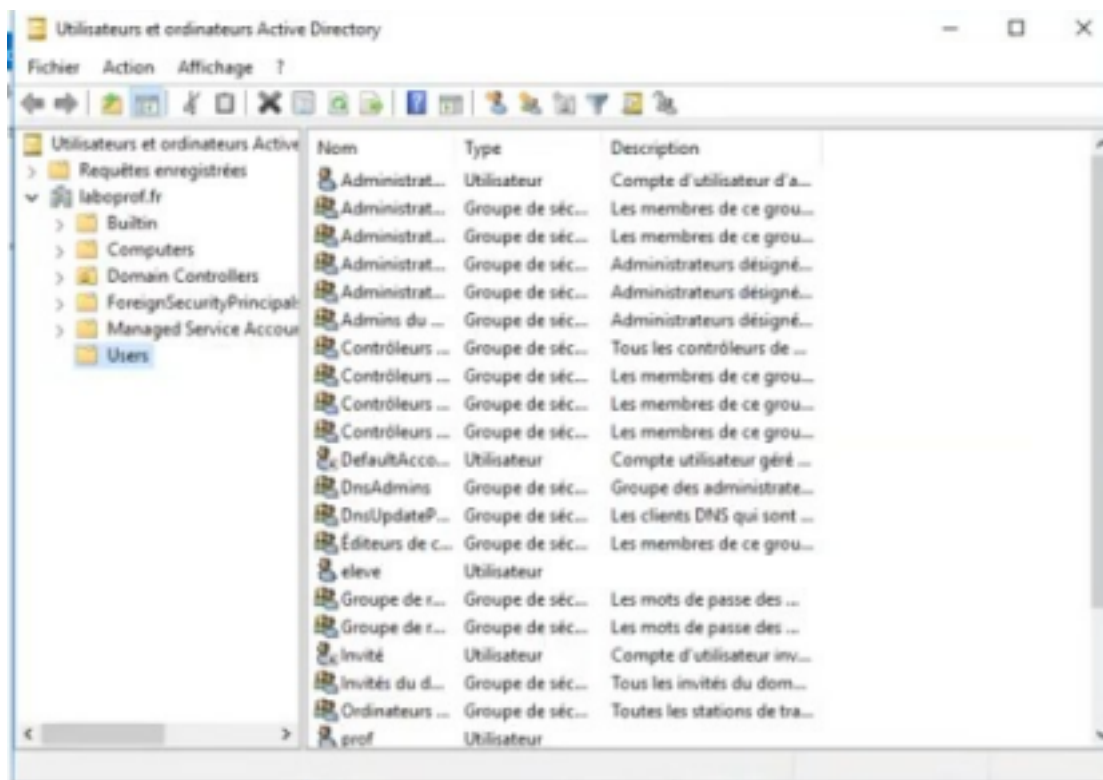 Utilisateurs et ordinateurs Active Directory
Fichier Action Affichage ?
Utilisateurs et ordinateurs Active
Requêtes enregistrées
laboprof.fr
Builtin
Computers
Domain Controllers
ForeignSecurityPrincipal
Managed Service Accou
Users
Nom Type Description
Administrat... Utilisateur Compte d'utilisateur d'a...
Administrat... Groupe de séc... Les membres de ce grou...
Administrat... Groupe de séc... Les membres de ce grou...
Administrat... Groupe de séc... Administrateurs désigné...
Administrat... Groupe de séc... Administrateurs désigné...
Admins du ... Groupe de séc... Administrateurs désigné...
Contrôleurs ... Groupe de séc... Tous les contrôleurs de ...
Contrôleurs ... Groupe de séc... Les membres de ce grou...
Contrôleurs ... Groupe de séc... Les membres de ce grou...
Contrôleurs ... Groupe de séc... Les membres de ce grou...
DefaultAcco... Utilisateur Compte utilisateur géré ...
DnsAdmins Groupe de séc... Groupe des administrate...
DnsUpdateP... Groupe de séc... Les clients DNS qui sont ...
Éditeurs de c... Groupe de séc... Les membres de ce grou...
eleve Utilisateur
Groupe de r... Groupe de séc... Les mots de passe des ...
Groupe de r... Groupe de séc... Les mots de passe des ...
Invité Utilisateur Compte d'utilisateur inv...
Invités du d... Groupe de séc... Tous les invités du dom...
Ordinateurs ... Groupe de séc... Toutes les stations de tra...
prof Utilisateur